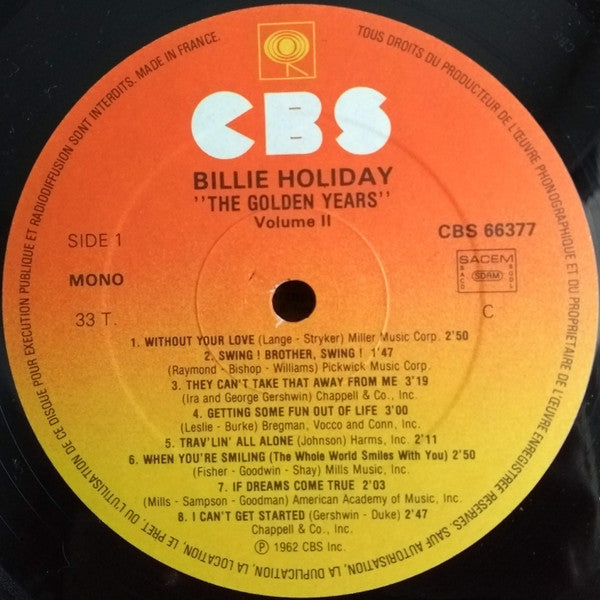 CBS
BILLIE HOLIDAY
''THE GOLDEN YEARS''
Volume II
SIDE 1
CBS 66377
MONO
SACEM
SACD
SDRM
SGDL
33 T.
C
1. WITHOUT YOUR LOVE (Lange - Stryker) Miller Music Corp. 2'50
2. SWING ! BROTHER, SWING ! 1'47
(Raymond - Bishop - Williams) Pickwick Music Corp.
3. THEY CAN'T TAKE THAT AWAY FROM ME 3'19
(Ira and George Gershwin) Chappell & Co., Inc.
4. GETTING SOME FUN OUT OF LIFE 3'00
(Leslie - Burke) Bregman, Vocco and Conn, Inc.
5. TRAV'LIN' ALL ALONE (Johnson) Harms, Inc. 2'11
6. WHEN YOU'RE SMILING (The Whole World Smiles With You) 2'50
(Fisher - Goodwin - Shay) Mills Music, Inc.
7. IF DREAMS COME TRUE 2'03
(Mills - Sampson - Goodman) American Academy of Music, Inc.
8. I CAN'T GET STARTED (Gershwin - Duke) 2'47
Chappell & Co., Inc.
℗ 1962 CBS Inc.
TOUS DROITS DU PRODUCTEUR DE L'ŒUVRE PHONOGRAPHIQUE ET DU PROPRIETAIRE DE L'ŒUVRE ENREGISTREE RESERVES. SAUF AUTORISATION, LA DUPLICATION, LA LOCATION, LE PRET, OU L'UTILISATION DE CE DISQUE POUR EXECUTION PUBLIQUE ET RADIODIFFUSION SONT INTERDITS. MADE IN FRANCE.